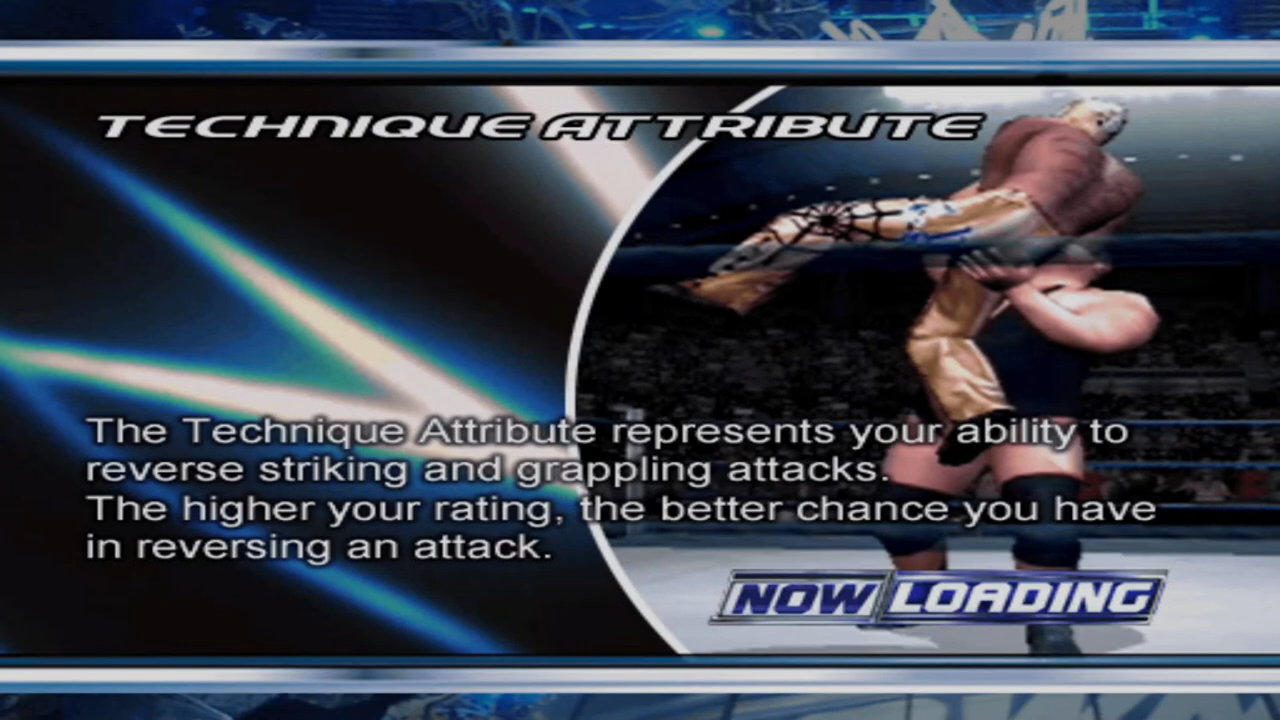 TECHNIQUE ATTRIBUTE
The Technique Attribute represents your ability to
reverse striking and grappling attacks.
The higher your rating, the better chance you have
in reversing an attack.
NOW LOADING